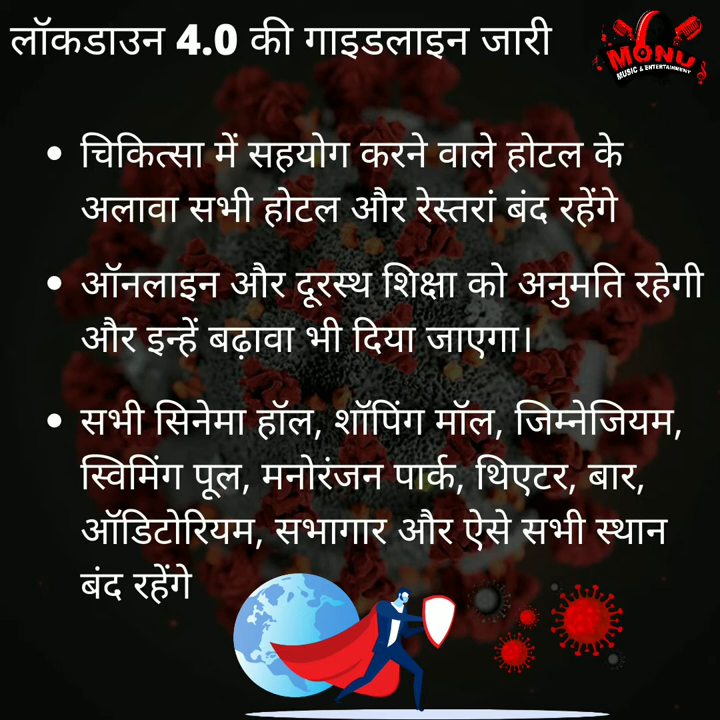 लॉकडाउन 4.0 की गाइडलाइन जारी
MONU
MUSIC & ENTERTAINMENT
• चिकित्सा में सहयोग करने वाले होटल के
अलावा सभी होटल और रेस्तरां बंद रहेंगे
• ऑनलाइन और दूरस्थ शिक्षा को अनुमति रहेगी
और इन्हें बढ़ावा भी दिया जाएगा।
• सभी सिनेमा हॉल, शॉपिंग मॉल, जिम्नेजियम,
स्विमिंग पूल, मनोरंजन पार्क, थिएटर, बार,
ऑडिटोरियम, सभागार और ऐसे सभी स्थान
बंद रहेंगे